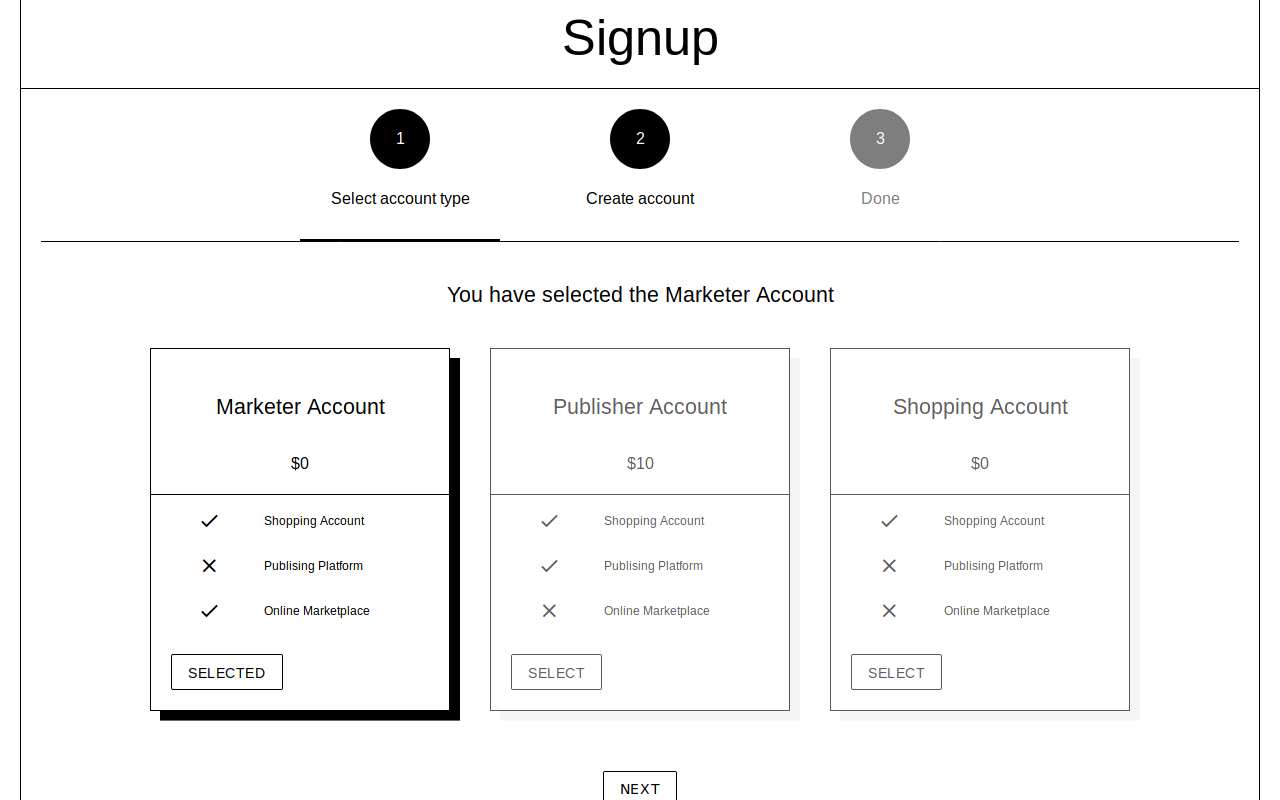 Signup
1
2
3
Select account type
Create account
Done
You have selected the Marketer Account
Marketer Account
$0
Shopping Account
Publising Platform
Online Marketplace
SELECTED
Publisher Account
$10
Shopping Account
Publising Platform
Online Marketplace
SELECT
Shopping Account
$0
Shopping Account
Publising Platform
Online Marketplace
SELECT
NEXT